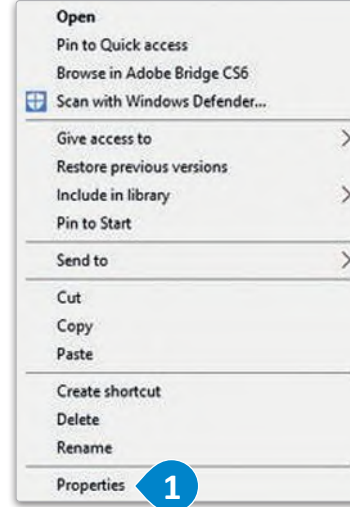 Open
Pin to Quick access
Browse in Adobe Bridge CS6
Scan with Windows Defender...
Give access to
Restore previous versions
Include in library
Pin to Start
Send to
Cut
Copy
Paste
Create shortcut
Delete
Rename
Properties 1